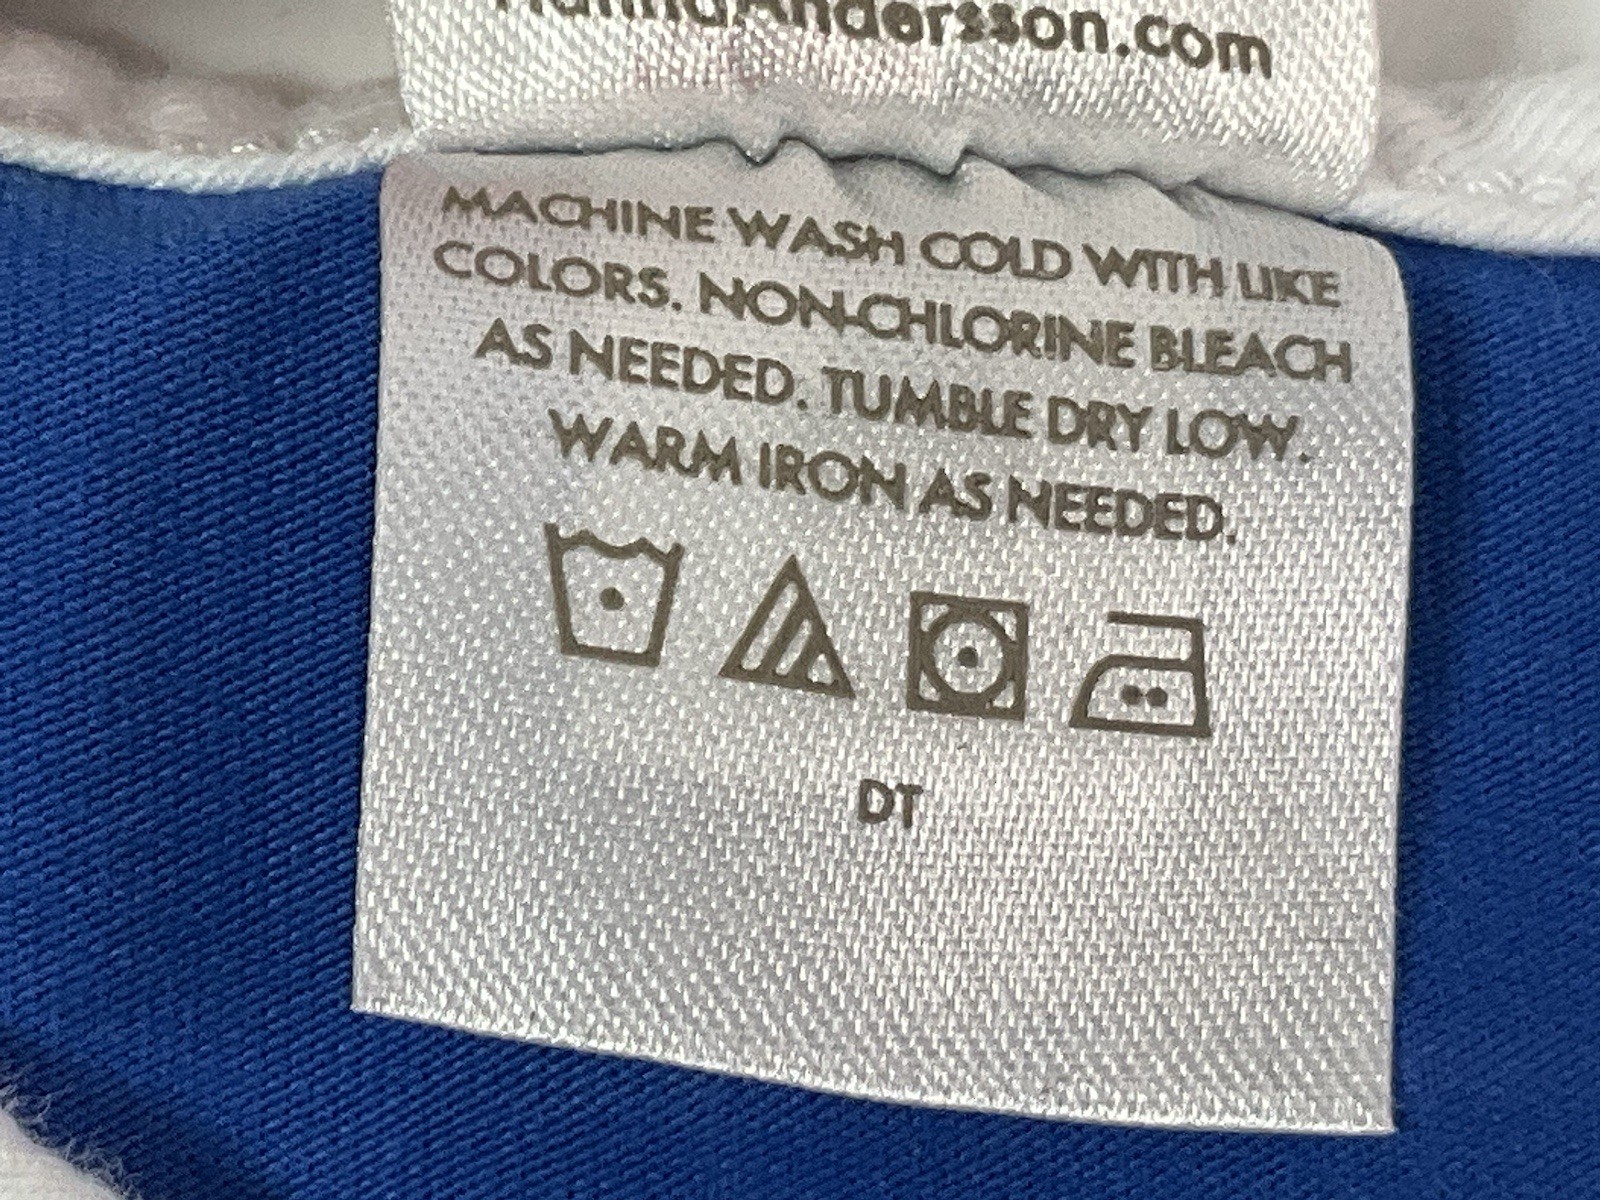 HannaAndersson.com
MACHINE WASH COLD WITH LIKE
COLORS. NON-CHLORINE BLEACH
AS NEEDED. TUMBLE DRY LOW.
WARM IRON AS NEEDED.
DT